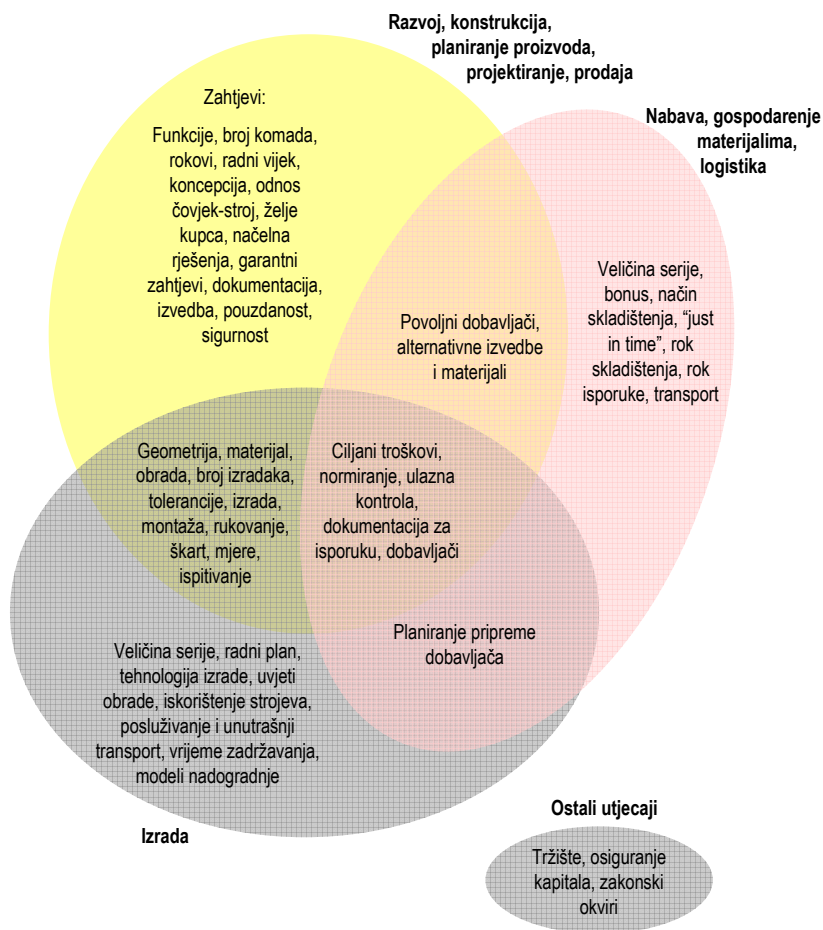 Razvoj, konstrukcija,
planiranje proizvoda,
projektiranje, prodaja
Nabava, gospodarenje
materijalima,
logistika
Zahtjevi:
Funkcije, broj komada,
rokovi, radni vijek,
koncepcija, odnos
čovjek-stroj, želje
kupca, načelna
rješenja, garantni
zahtjevi, dokumentacija,
izvedba, pouzdanost,
sigurnost
Povoljni dobavljači,
alternativne izvedbe
i materijali
Veličina serije,
bonus, način
skladištenja, “just
in time”, rok
skladištenja, rok
isporuke, transport
Geometrija, materijal,
obrada, broj izradaka,
tolerancije, izrada,
montaža, rukovanje,
škart, mjere,
ispitivanje
Ciljani troškovi,
normiranje, ulazna
kontrola,
dokumentacija za
isporuku, dobavljači
Planiranje pripreme
dobavljača
Veličina serije, radni plan,
tehnologija izrade, uvjeti
obrade, iskorištenje strojeva,
posluživanje i unutrašnji
transport, vrijeme zadržavanja,
modeli nadogradnje
Izrada
Ostali utjecaji
Tržište, osiguranje
kapitala, zakonski
okviri